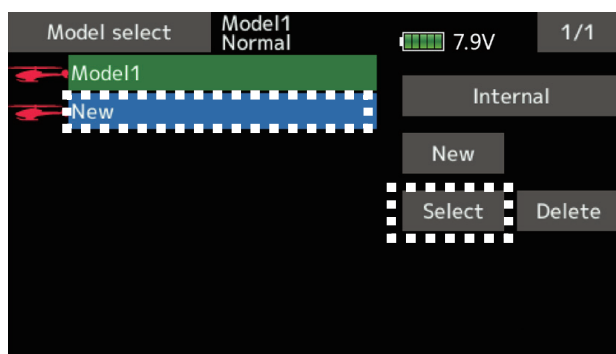 Model select
Model1
Normal
7.9V
1/1
Model1
New
Internal
New
Select
Delete